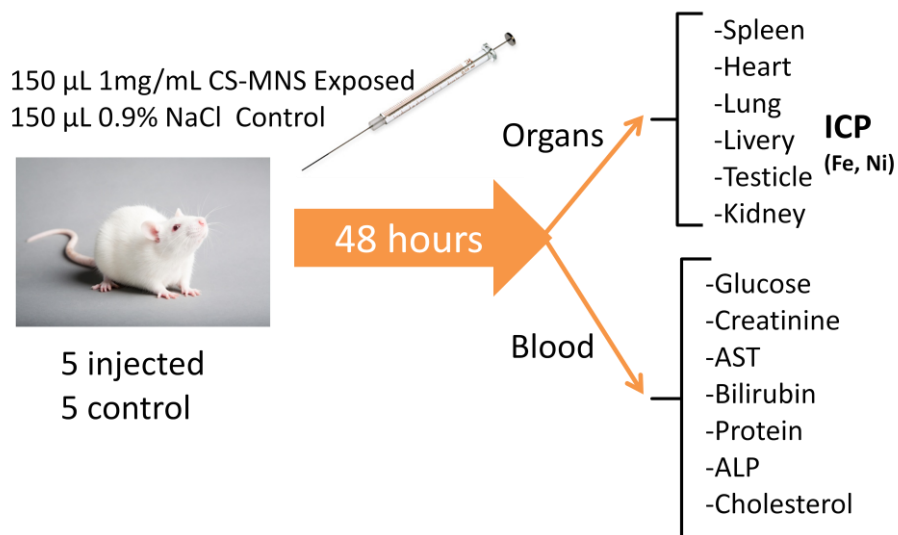 150 µL 1mg/mL CS-MNS Exposed
150 µL 0.9% NaCl Control
5 injected
5 control
48 hours
Organs
-Spleen
-Heart
-Lung
-Livery
-Testicle
-Kidney
ICP
(Fe, Ni)
Blood
-Glucose
-Creatinine
-AST
-Bilirubin
-Protein
-ALP
-Cholesterol